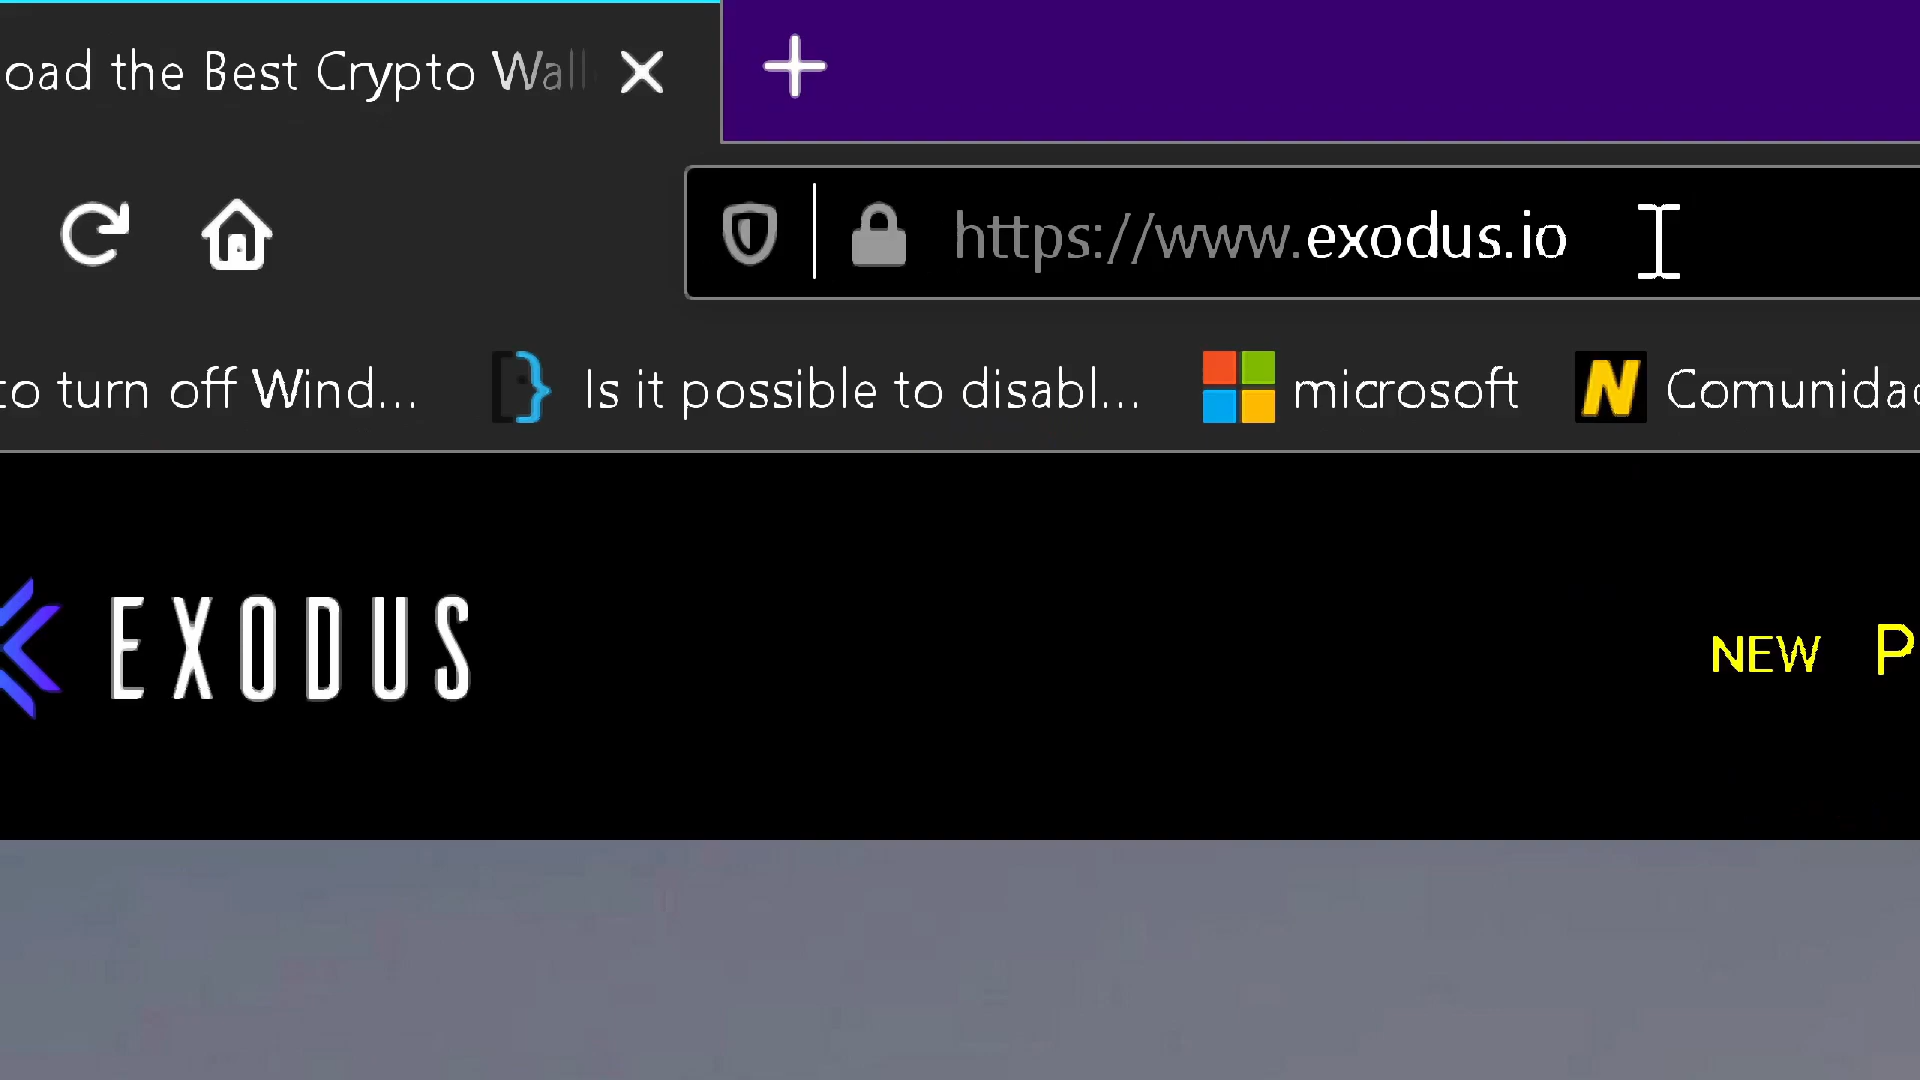 oad the Best Crypto Wall
https://www.exodus.io
to turn off Wind... Is it possible to disabl... microsoft N Comunidad
EXODUS NEW P